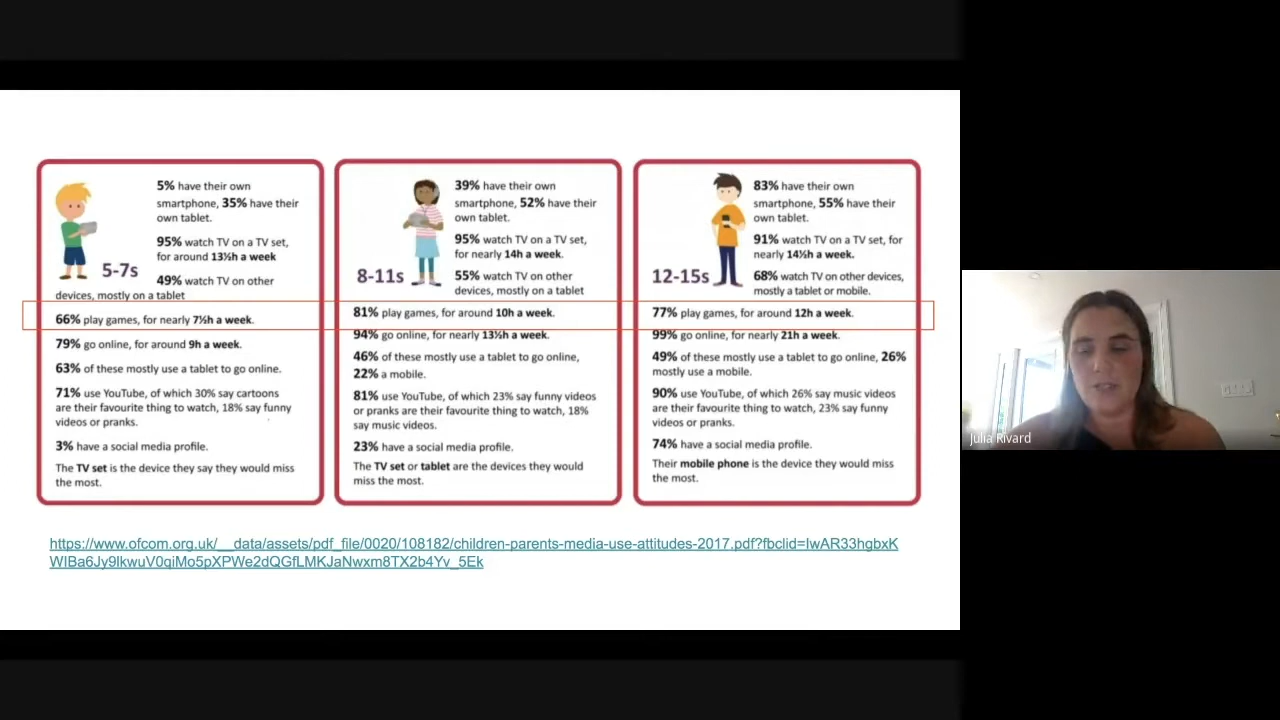 5% have their own
smartphone, 35% have their
own tablet.
95% watch TV on a TV set,
for around 13½h a week
5-7s
49% watch TV on other
devices, mostly on a tablet
66% play games, for nearly 7½h a week.
79% go online, for around 9h a week.
63% of these mostly use a tablet to go online.
71% use YouTube, of which 30% say cartoons
are their favourite thing to watch, 18% say funny
videos or pranks.
3% have a social media profile.
The TV set is the device they say they would miss
the most.
39% have their own
smartphone, 52% have their
own tablet.
95% watch TV on a TV set,
for nearly 14h a week.
8-11s
55% watch TV on other
devices, mostly on a tablet
81% play games, for around 10h a week.
94% go online, for nearly 13½h a week.
46% of these mostly use a tablet to go online,
22% a mobile.
81% use YouTube, of which 23% say funny videos
or pranks are their favourite thing to watch, 18%
say music videos.
23% have a social media profile.
The TV set or tablet are the devices they would
miss the most.
83% have their own
smartphone, 55% have their
own tablet.
91% watch TV on a TV set, for
nearly 14½h a week.
12-15s
68% watch TV on other devices,
mostly a tablet or mobile.
77% play games, for around 12h a week.
99% go online, for nearly 21h a week.
49% of these mostly use a tablet to go online, 26%
mostly use a mobile.
90% use YouTube, of which 26% say music videos
are their favourite thing to watch, 23% say funny
videos or pranks.
74% have a social media profile.
Their mobile phone is the device they would miss
the most.
https://www.ofcom.org.uk/__data/assets/pdf_file/0020/108182/children-parents-media-use-attitudes-2017.pdf?fbclid=IwAR33hgbxK
WIBa6Jy9IkwuV0qiMo5pXPWe2dQGfLMKJaNwxm8TX2b4Yv_5Ek
Julia Rivard